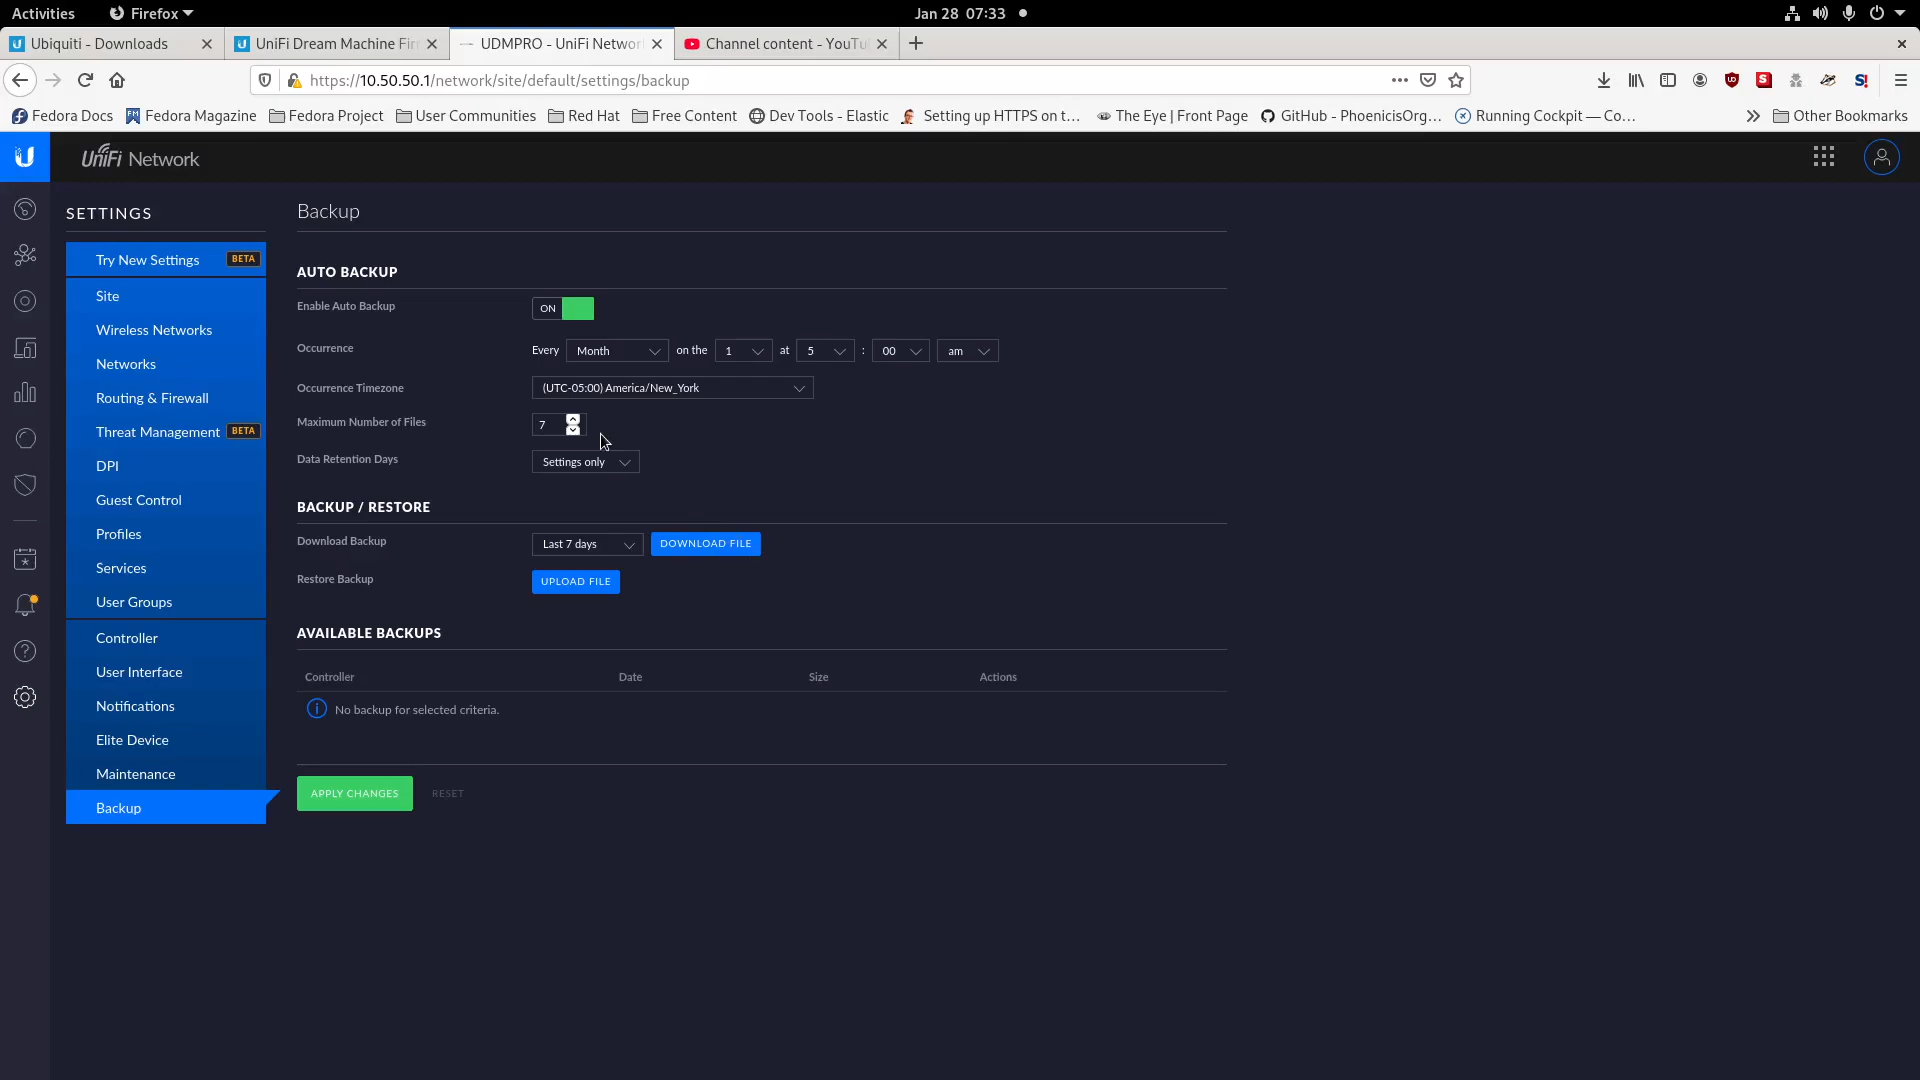 Activities
Firefox
Jan 28 07:33
Ubiquiti - Downloads
UniFi Dream Machine Fir
UDMPRO - UniFi Networ
Channel content - YouTu
https://10.50.50.1/network/site/default/settings/backup
Fedora Docs
Fedora Magazine
Fedora Project
User Communities
Red Hat
Free Content
Dev Tools - Elastic
Setting up HTTPS on t…
The Eye | Front Page
GitHub - PhoenicisOrg…
Running Cockpit — Co…
Other Bookmarks
UniFi Network
SETTINGS
Try New Settings BETA
Site
Wireless Networks
Networks
Routing & Firewall
Threat Management BETA
DPI
Guest Control
Profiles
Services
User Groups
Controller
User Interface
Notifications
Elite Device
Maintenance
Backup
Backup
AUTO BACKUP
Enable Auto Backup ON
Occurrence Every Month on the 1 at 5 : 00 am
Occurrence Timezone (UTC-05:00) America/New_York
Maximum Number of Files 7
Data Retention Days Settings only
BACKUP / RESTORE
Download Backup Last 7 days DOWNLOAD FILE
Restore Backup UPLOAD FILE
AVAILABLE BACKUPS
Controller Date Size Actions
No backup for selected criteria.
APPLY CHANGES RESET